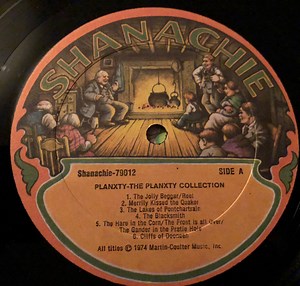 SHANACHIE
Shanachie-79012 SIDE A
PLANXTY-THE PLANXTY COLLECTION
1. The Jolly Beggar/Reel
2. Merrily Kissed the Quaker
3. The Lakes of Pontchartrain
4. The Blacksmith
5. The Hare in the Corn/The Frost is all Over/
The Gander in the Pratie Hole
6. Cliffs of Dooneen
All titles © 1974 Martin-Coulter Music, Inc.